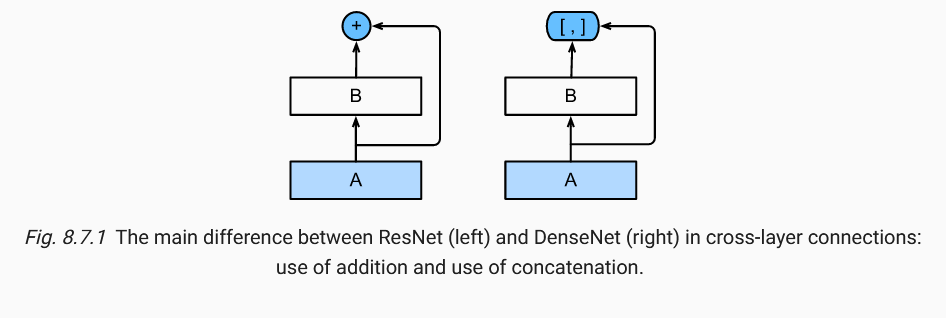 + [,]
B B
A A
Fig. 8.7.1 The main difference between ResNet (left) and DenseNet (right) in cross-layer connections:
use of addition and use of concatenation.